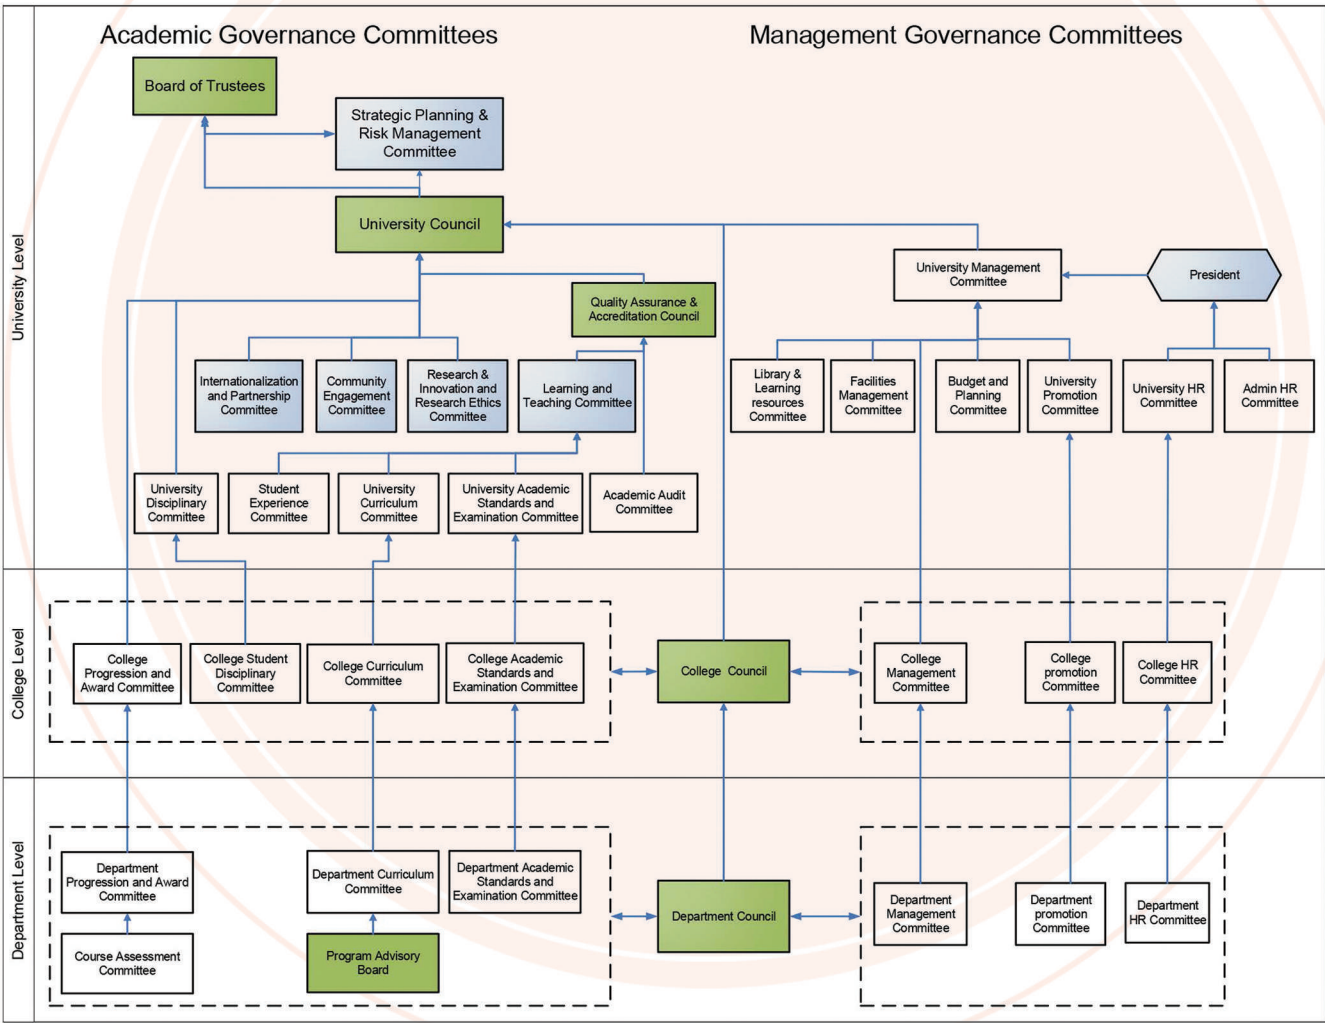 Academic Governance Committees
Management Governance Committees
University Level
Board of Trustees
Strategic Planning &
Risk Management
Committee
University Council
University Management
Committee
President
Quality Assurance &
Accreditation Council
Internationalization
and Partnership
Committee
Community
Engagement
Committee
Research &
Innovation and
Research Ethics
Committee
Learning and
Teaching Committee
Library &
Learning
resources
Committee
Facilities
Management
Committee
Budget and
Planning
Committee
University
Promotion
Committee
University HR
Committee
Admin HR
Committee
University
Disciplinary
Committee
Student
Experience
Committee
University
Curriculum
Committee
University Academic
Standards and
Examination Committee
Academic Audit
Committee
College Level
College
Progression and
Award Committee
College Student
Disciplinary
Committee
College Curriculum
Committee
College Academic
Standards and
Examination Committee
College Council
College
Management
Committee
College
promotion
Committee
College HR
Committee
Department Level
Department
Progression and Award
Committee
Department Curriculum
Committee
Department Academic
Standards and
Examination Committee
Department Council
Department
Management
Committee
Department
promotion
Committee
Department
HR Committee
Course Assessment
Committee
Program Advisory
Board